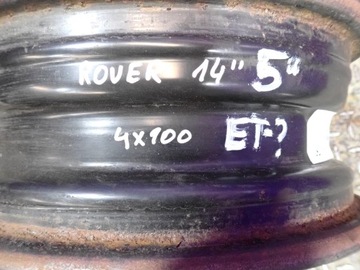 ROVER 14" 5"
4x100 ET-?